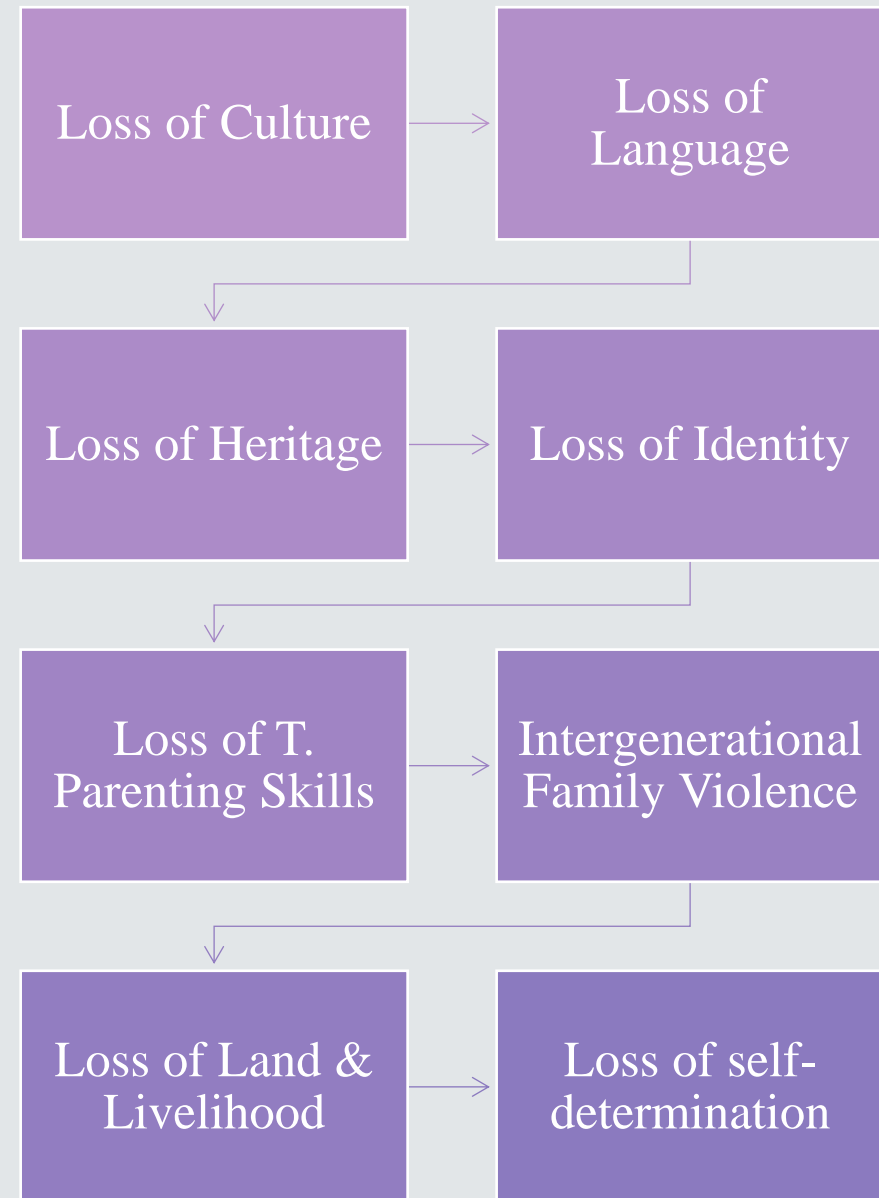 Loss of Culture
Loss of
Language
Loss of Heritage
Loss of Identity
Loss of T.
Parenting Skills
Intergenerational
Family Violence
Loss of Land &
Livelihood
Loss of self-
determination